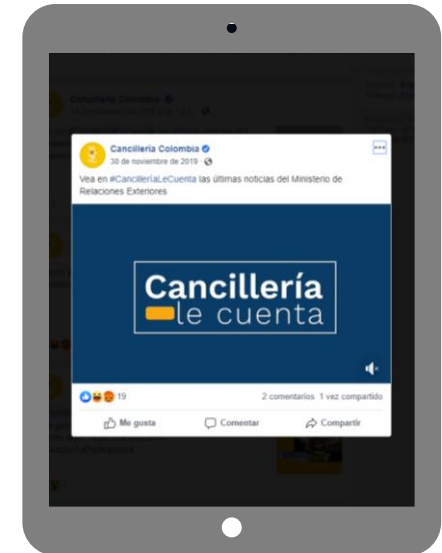 Cancillería Colombia
30 de noviembre de 2019 ·
Vea en #CancilleríaLeCuenta las últimas noticias del Ministerio de
Relaciones Exteriores
Cancillería
le cuenta
19
2 comentarios 1 vez compartido
Me gusta
Comentar
Compartir